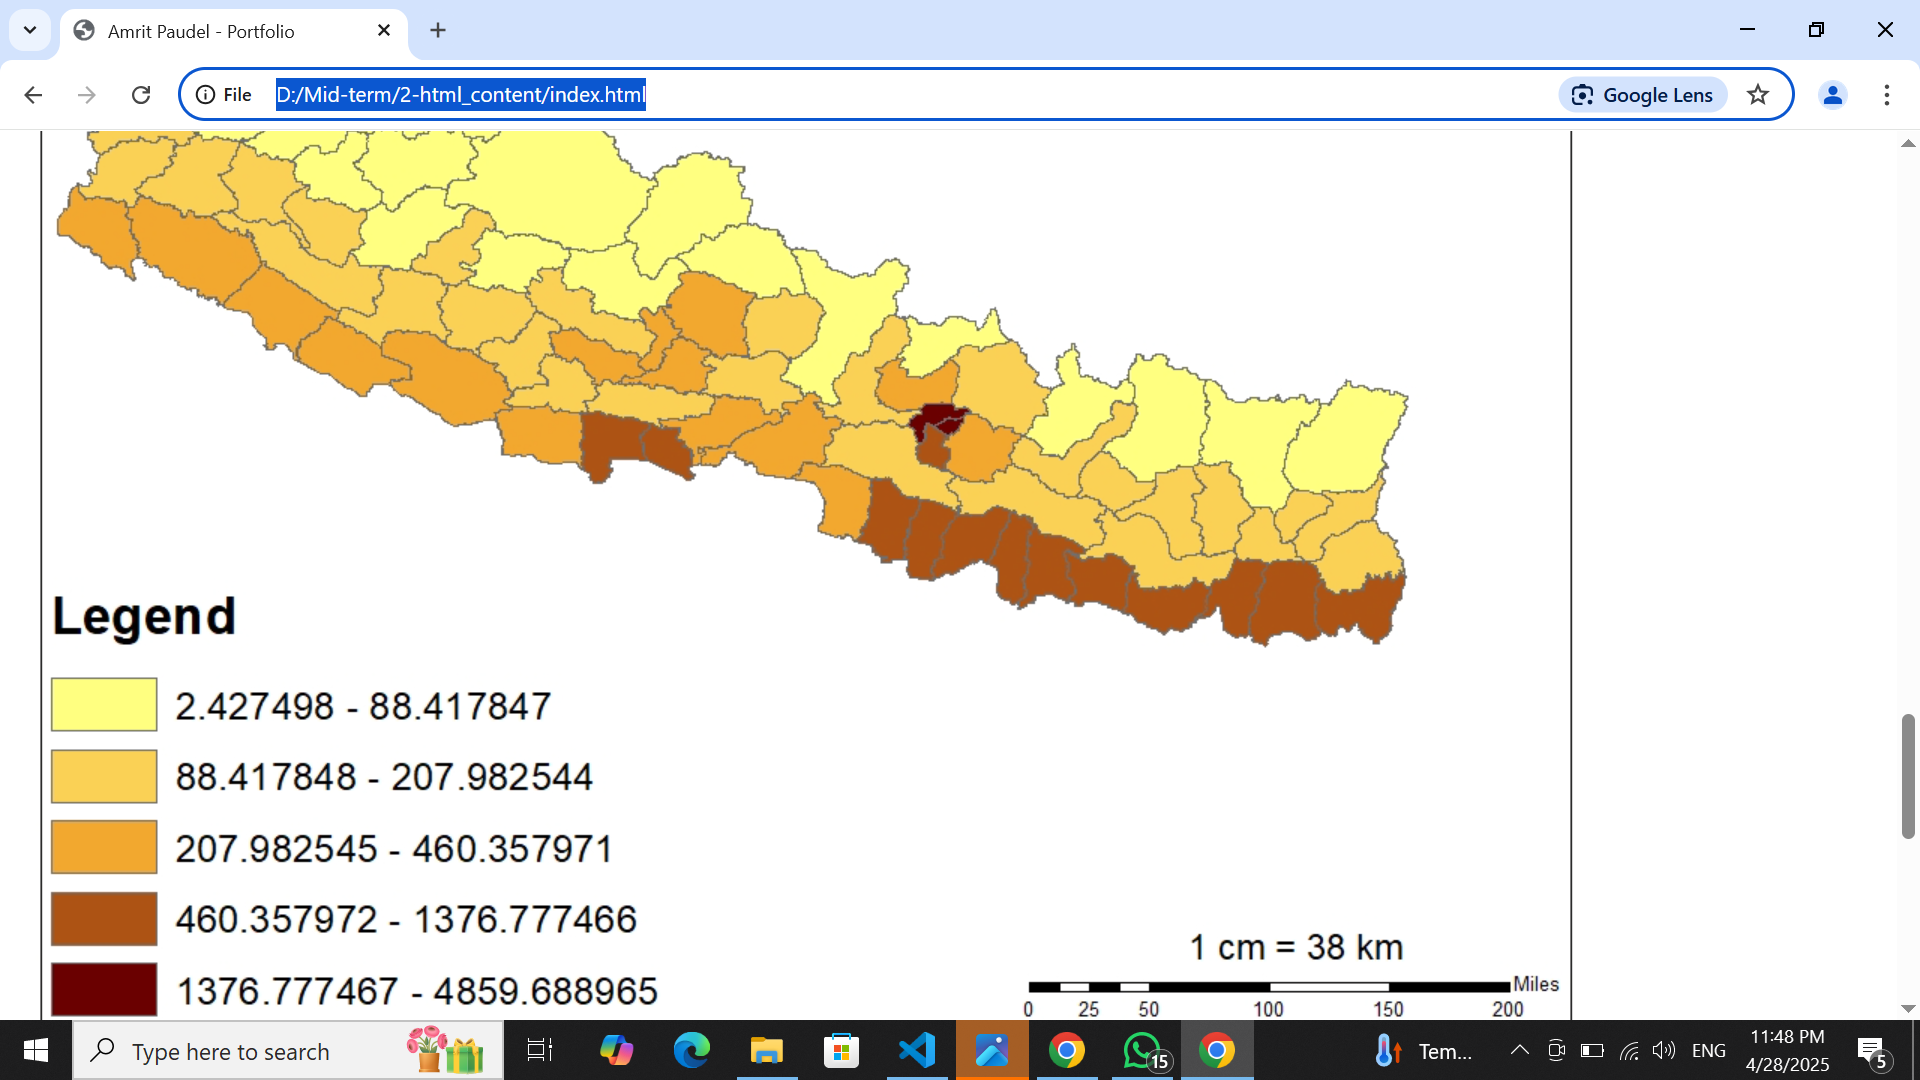 Amrit Paudel - Portfolio
File
D:/Mid-term/2-html_content/index.html
Google Lens
Legend
2.427498 - 88.417847
88.417848 - 207.982544
207.982545 - 460.357971
460.357972 - 1376.777466
1376.777467 - 4859.688965
1 cm = 38 km
Miles
0 25 50 100 150 200
Type here to search
15
Tem...
ENG
11:48 PM
4/28/2025
5